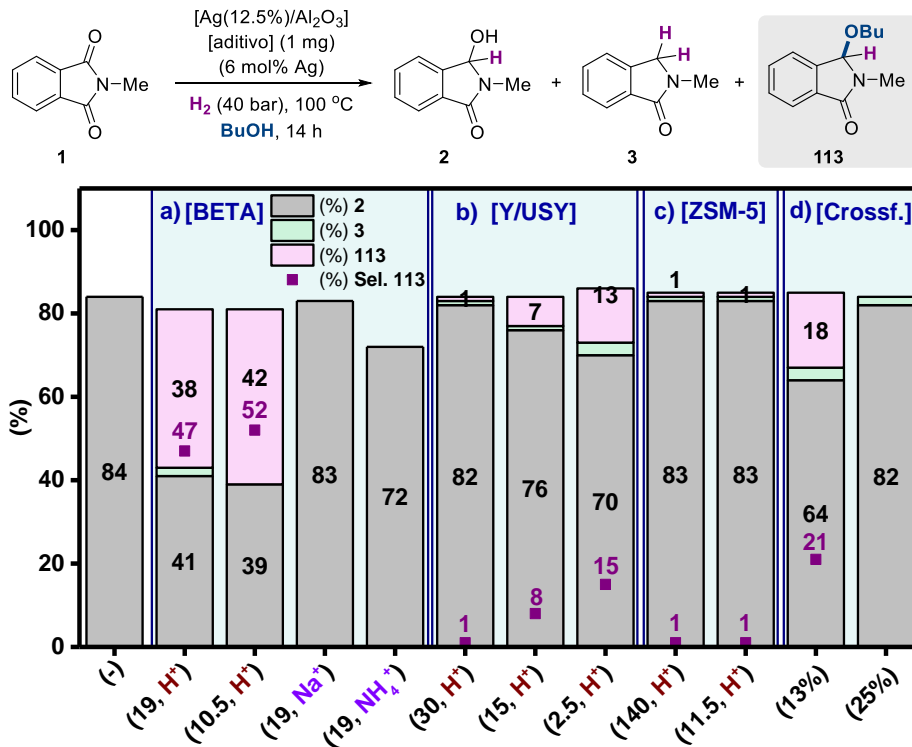 [Ag(12.5%)/Al₂O₃]
[aditivo] (1 mg)
(6 mol% Ag)
H₂ (40 bar), 100 °C
BuOH, 14 h
O
N Me
O
1
OH
H
N Me
O
2
+
H
H
N Me
O
3
+
OBu
H
N Me
O
113
a) [BETA]
b) [Y/USY]
c) [ZSM-5]
d) [Crossf.]
(%) 2
(%) 3
(%) 113
(%) Sel. 113
(%)
100
80
60
40
20
0
84
38
47
41
42
52
39
83
72
1
1
82
1
7
76
8
13
70
15
1
83
1
1
83
1
18
64
21
82
(-)
(19, H⁺)
(10.5, H⁺)
(19, Na⁺)
(19, NH₄⁺)
(30, H⁺)
(15, H⁺)
(2.5, H⁺)
(140, H⁺)
(11.5, H⁺)
(13%)
(25%)